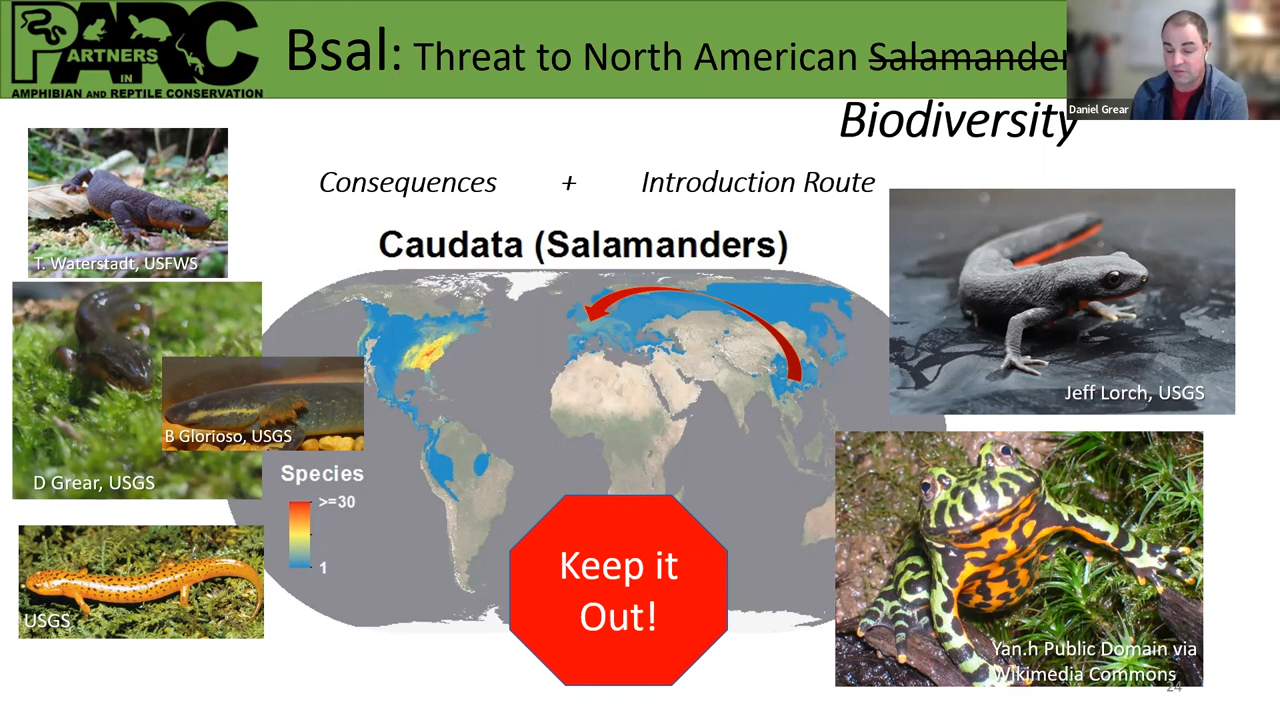 PARC
PARTNERS
IN
AMPHIBIAN AND REPTILE CONSERVATION
Bsal: Threat to North American Salamander
Daniel Grear
Biodiversity
Consequences + Introduction Route
Caudata (Salamanders)
T. Waterstadt, USFWS
Jeff Lorch, USGS
B Glorioso, USGS
D Grear, USGS
Species
>=30
1
Keep it
Out!
USGS
Yan.h Public Domain via
Wikimedia Commons
24